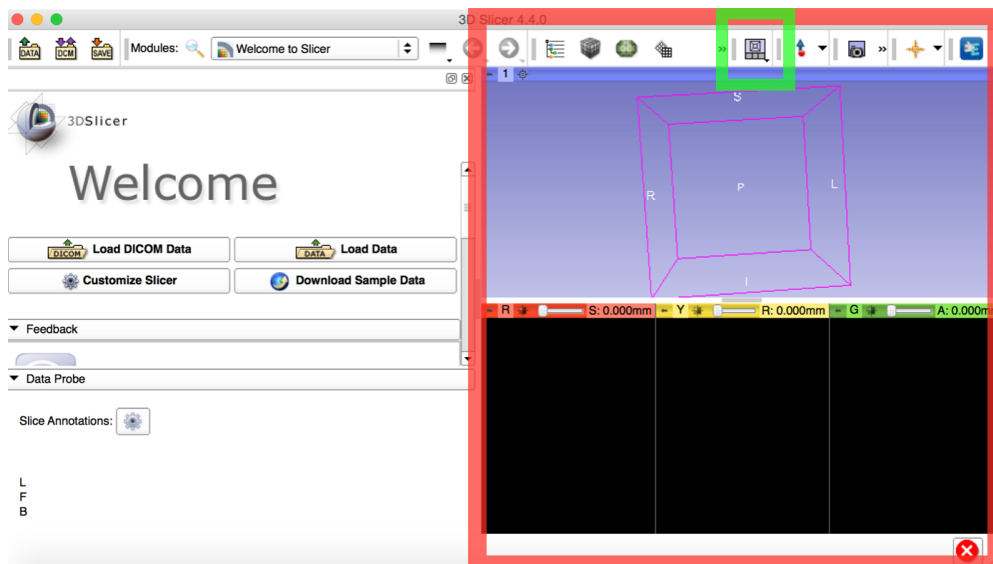 3D Slicer 4.4.0
DATA DCM SAVE Modules: Welcome to Slicer
1
3DSlicer
S
Welcome
R P L
DICOM Load DICOM Data DATA Load Data
Customize Slicer Download Sample Data
I
R S: 0.000mm Y R: 0.000mm G A: 0.000m
Feedback
Data Probe
Slice Annotations:
L
F
B